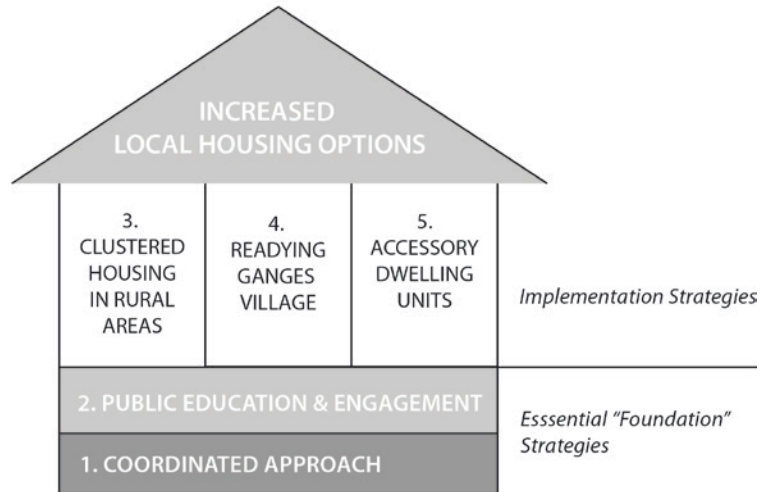 INCREASED
LOCAL HOUSING OPTIONS
3.
CLUSTERED
HOUSING
IN RURAL
AREAS
4.
READYING
GANGES
VILLAGE
5.
ACCESSORY
DWELLING
UNITS
Implementation Strategies
2. PUBLIC EDUCATION & ENGAGEMENT
1. COORDINATED APPROACH
Esssential “Foundation”
Strategies